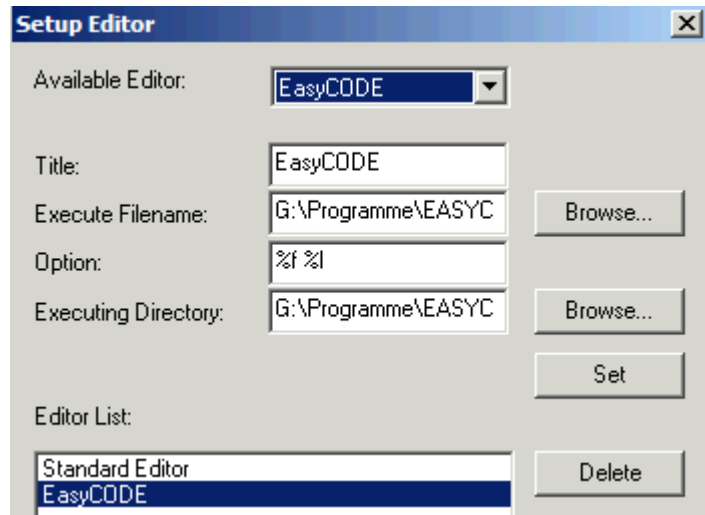 Setup Editor
Available Editor: EasyCODE
Title: EasyCODE
Execute Filename: G:\Programme\EASYC Browse...
Option: %f %l
Executing Directory: G:\Programme\EASYC Browse...
Set
Editor List:
Standard Editor Delete
EasyCODE